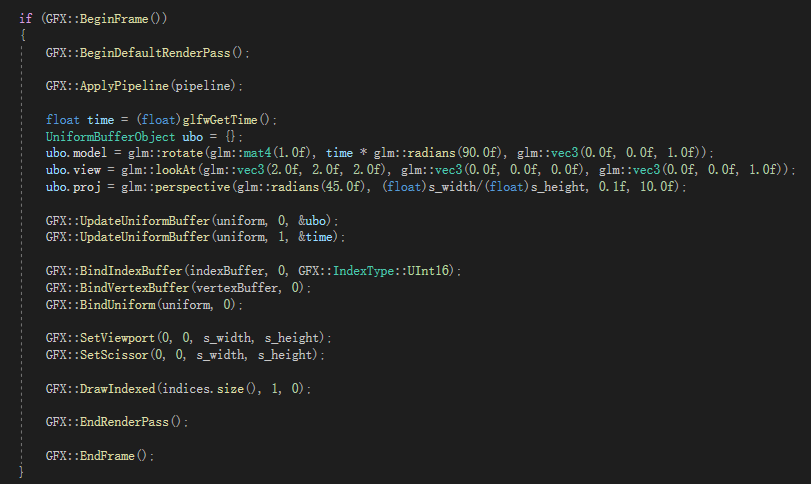 if (GFX::BeginFrame())
{
GFX::BeginDefaultRenderPass();
GFX::ApplyPipeline(pipeline);
float time = (float)glfwGetTime();
UniformBufferObject ubo = {};
ubo.model = glm::rotate(glm::mat4(1.0f), time * glm::radians(90.0f), glm::vec3(0.0f, 0.0f, 1.0f));
ubo.view = glm::lookAt(glm::vec3(2.0f, 2.0f, 2.0f), glm::vec3(0.0f, 0.0f, 0.0f), glm::vec3(0.0f, 0.0f, 1.0f));
ubo.proj = glm::perspective(glm::radians(45.0f), (float)s_width/(float)s_height, 0.1f, 10.0f);
GFX::UpdateUniformBuffer(uniform, 0, &ubo);
GFX::UpdateUniformBuffer(uniform, 1, &time);
GFX::BindIndexBuffer(indexBuffer, 0, GFX::IndexType::UInt16);
GFX::BindVertexBuffer(vertexBuffer, 0);
GFX::BindUniform(uniform, 0);
GFX::SetViewport(0, 0, s_width, s_height);
GFX::SetScissor(0, 0, s_width, s_height);
GFX::DrawIndexed(indices.size(), 1, 0);
GFX::EndRenderPass();
GFX::EndFrame();
}